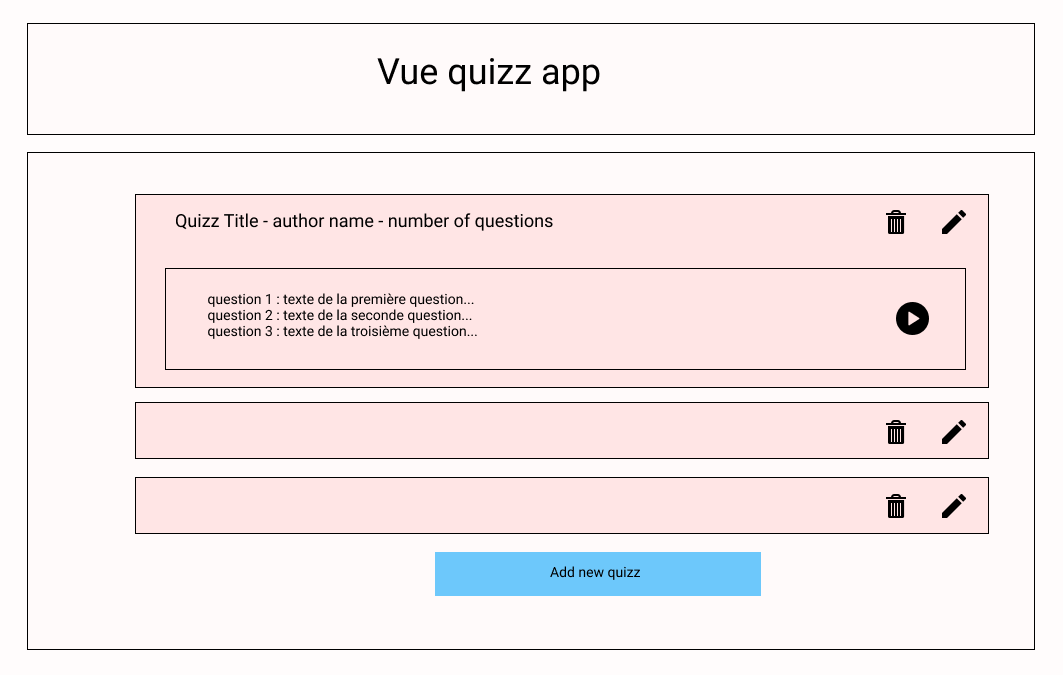 Vue quizz app
Quizz Title - author name - number of questions
question 1 : texte de la première question...
question 2 : texte de la seconde question...
question 3 : texte de la troisième question...
Add new quizz